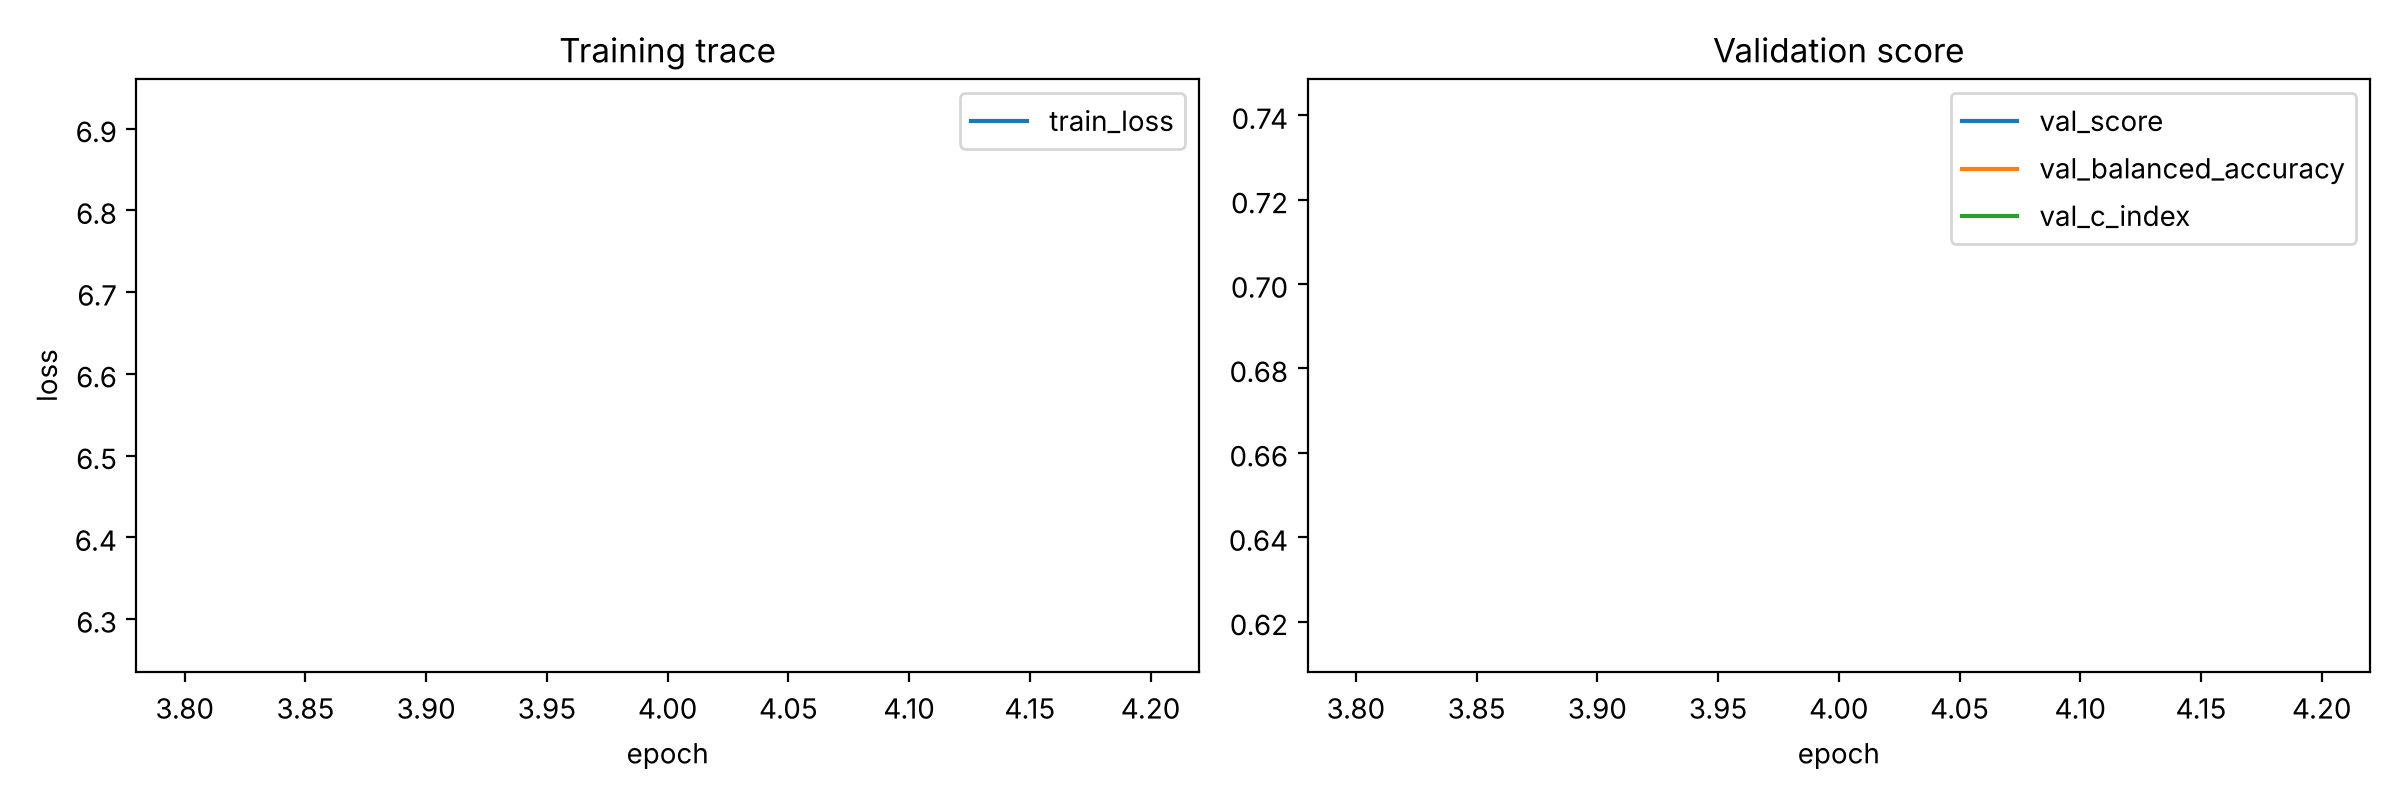 Training trace
train_loss
6.9
6.8
6.7
6.6
6.5
6.4
6.3
loss
3.80 3.85 3.90 3.95 4.00 4.05 4.10 4.15 4.20
epoch
Validation score
val_score
val_balanced_accuracy
val_c_index
0.74
0.72
0.70
0.68
0.66
0.64
0.62
3.80 3.85 3.90 3.95 4.00 4.05 4.10 4.15 4.20
epoch